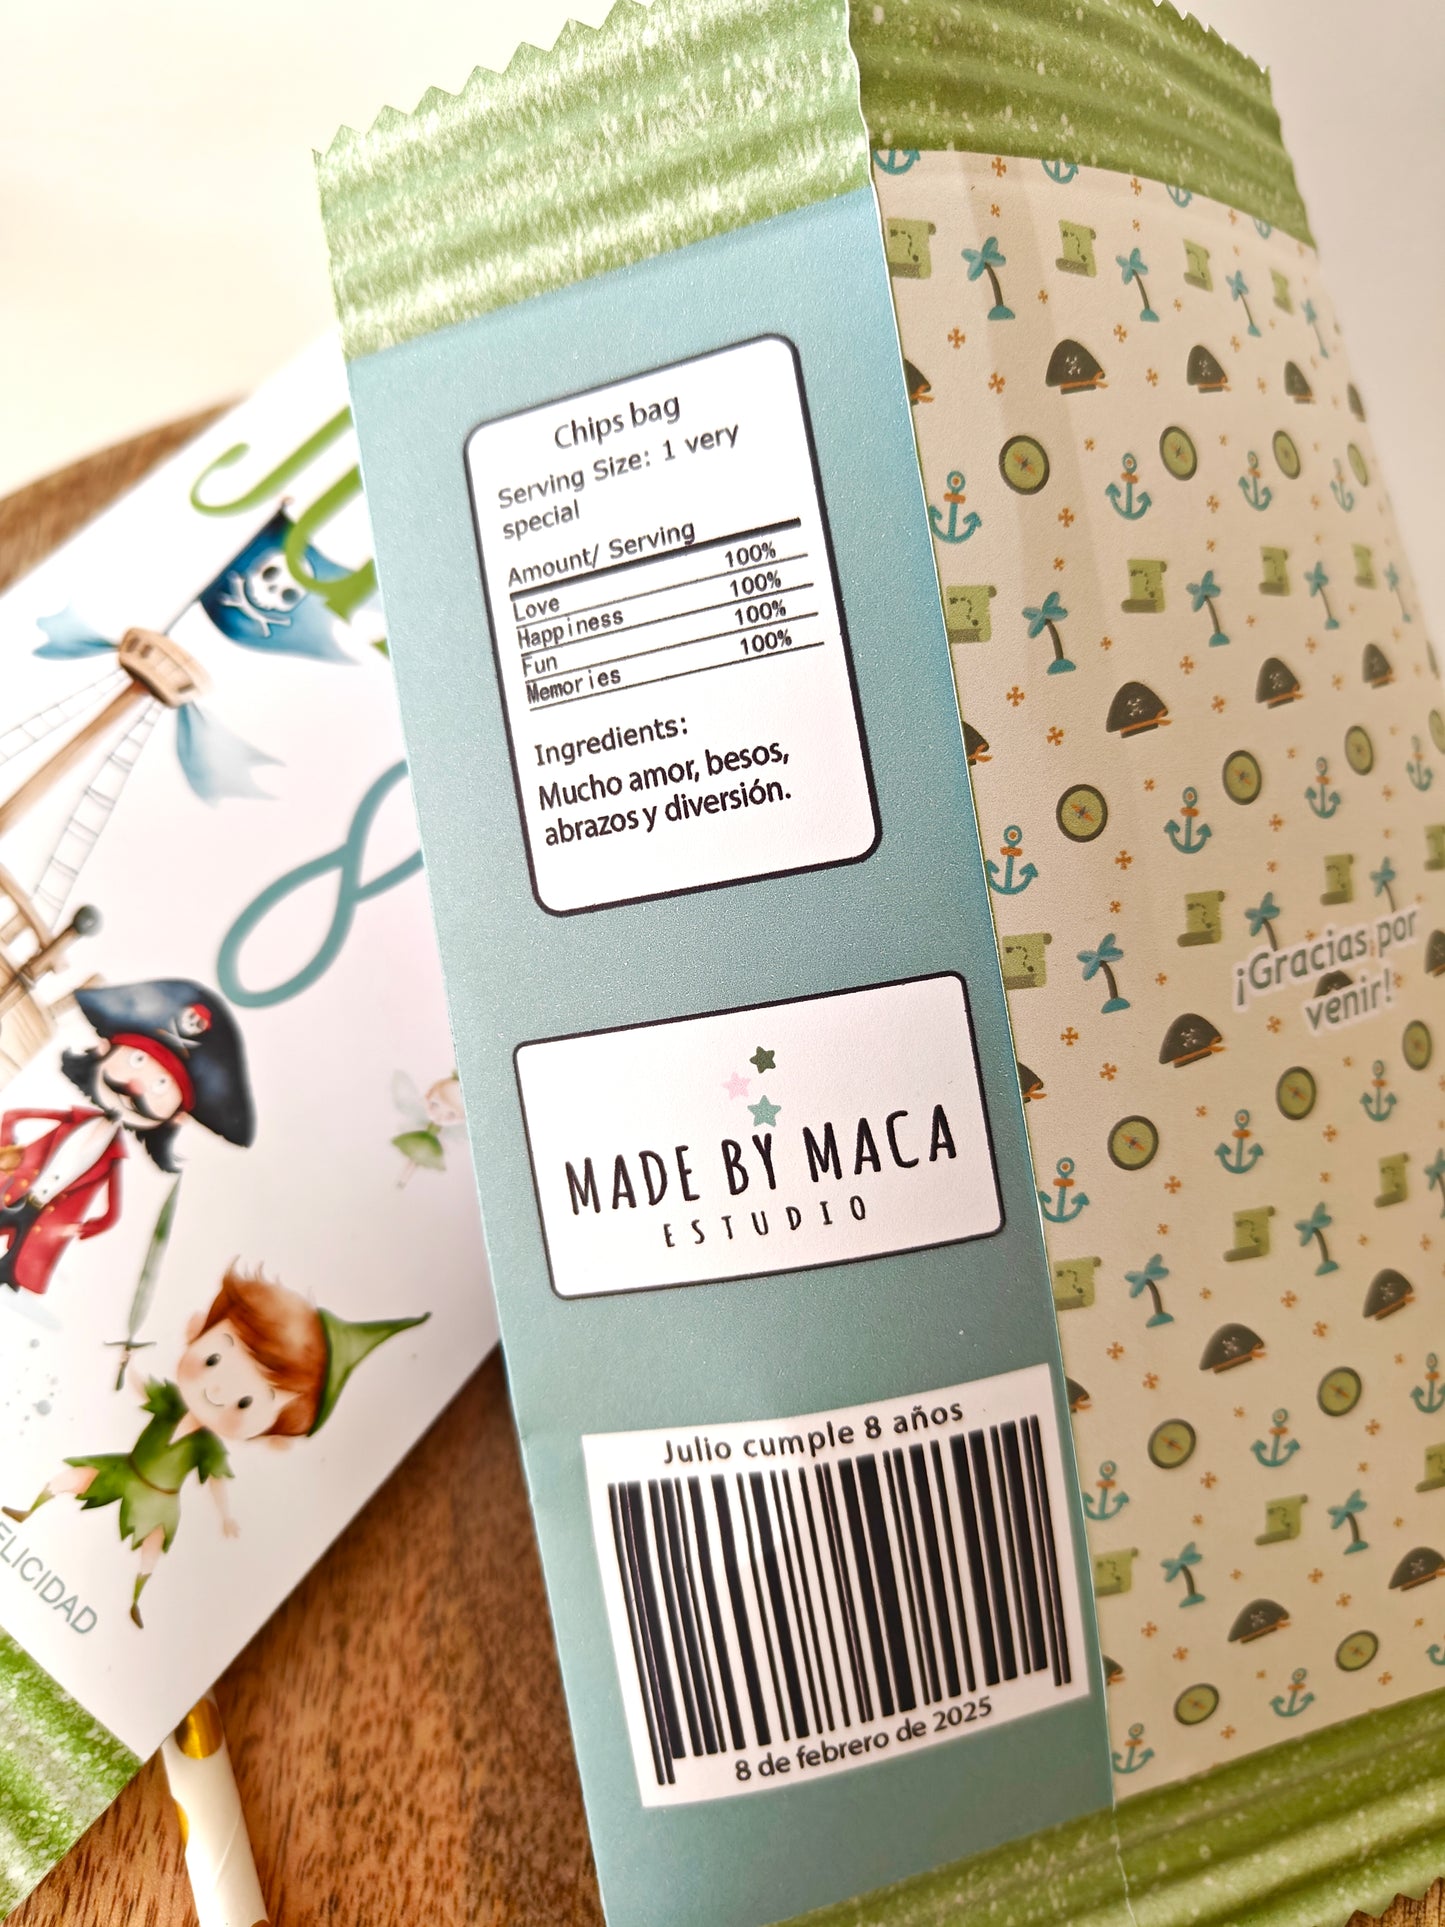 Chips bag
Serving Size: 1 very
special
Amount/ Serving
Love 100%
Happiness 100%
Fun 100%
Memories 100%
Ingredients:
Mucho amor, besos,
abrazos y diversión.
MADE BY MACA
ESTUDIO
Julio cumple 8 años
8 de febrero de 2025
¡Gracias por
venir!
8